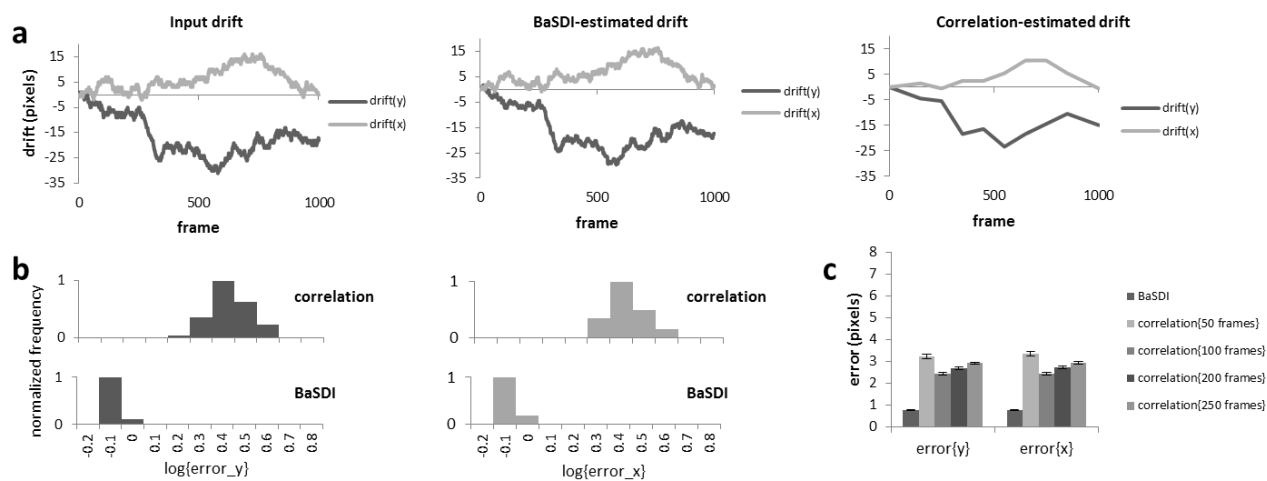 a
Input drift
BaSDI-estimated drift
Correlation-estimated drift
drift (pixels)
15
5
-5
-15
-25
-35
0
500
1000
frame
drift(y)
drift(x)
15
5
-5
-15
-25
-35
0
500
1000
frame
drift(y)
drift(x)
15
5
-5
-15
-25
-35
0
500
1000
frame
drift(y)
drift(x)
b
normalized frequency
1
0
correlation
1
0
BaSDI
-0.2
-0.1
0
0.1
0.2
0.3
0.4
0.5
0.6
0.7
0.8
log{error_y}
1
0
correlation
1
0
BaSDI
-0.2
-0.1
0
0.1
0.2
0.3
0.4
0.5
0.6
0.7
0.8
log{error_x}
c
error (pixels)
8
7
6
5
4
3
2
1
0
error{y}
error{x}
BaSDI
correlation{50 frames}
correlation{100 frames}
correlation{200 frames}
correlation{250 frames}